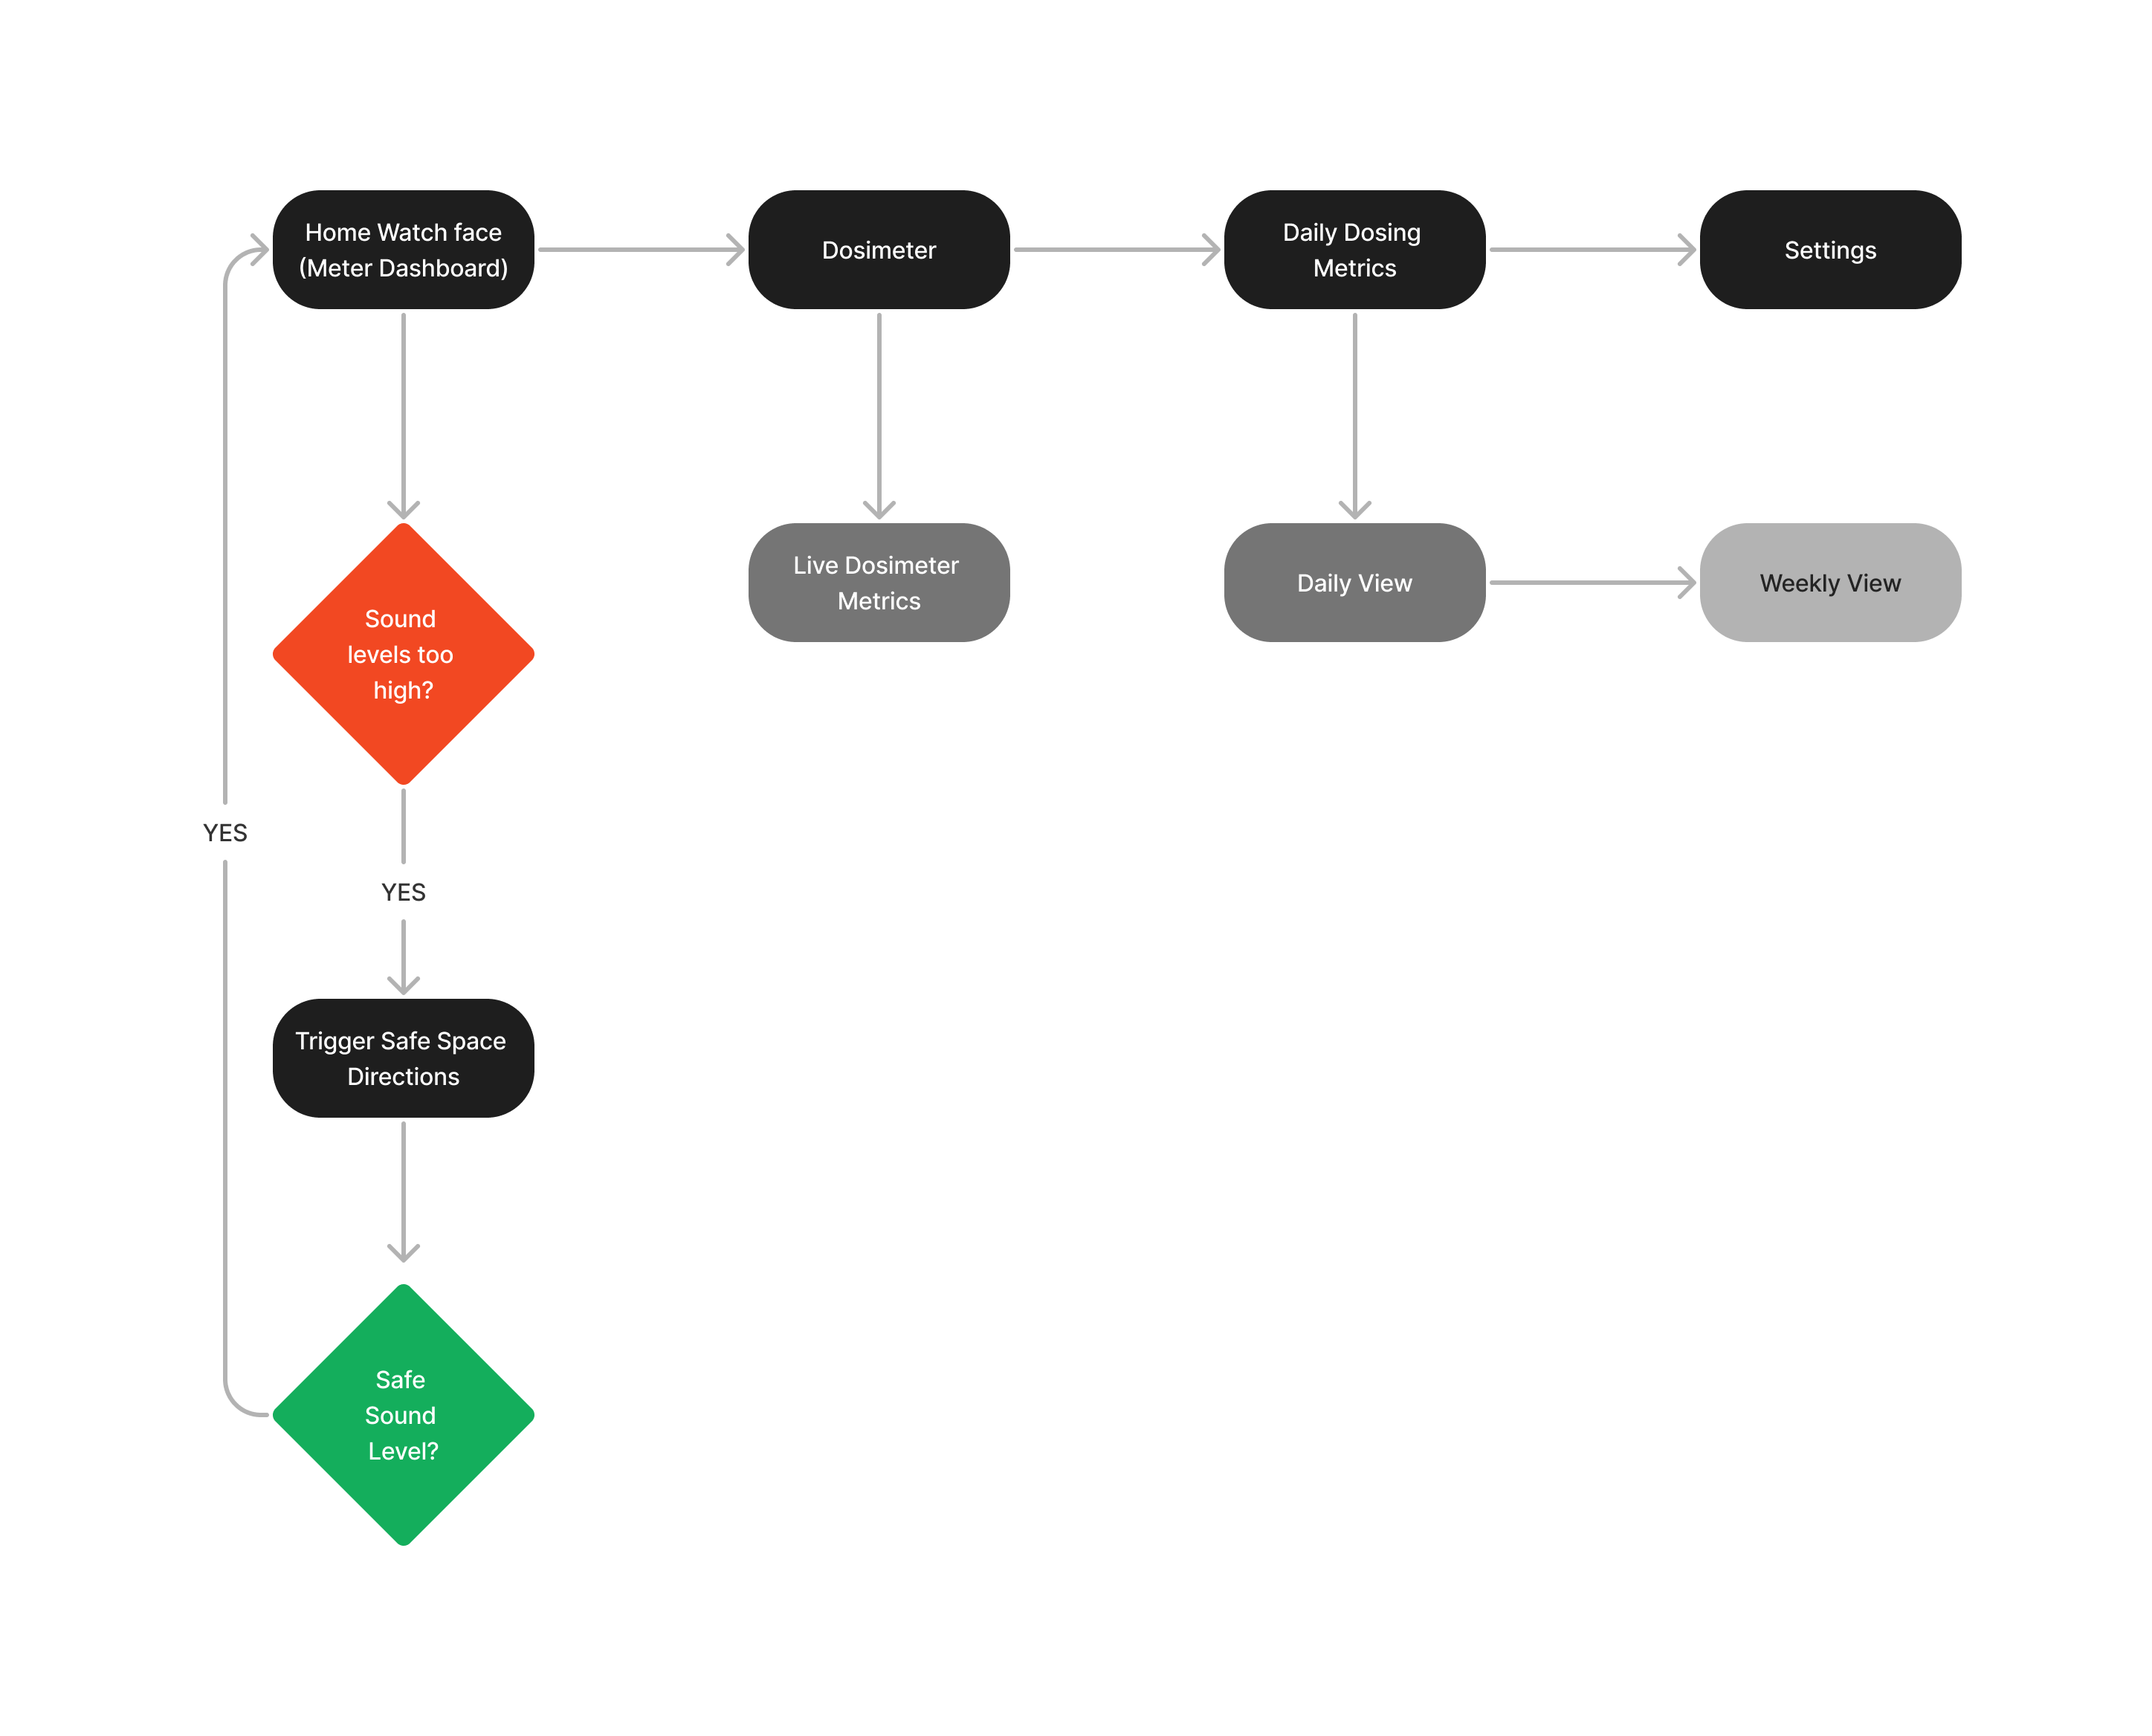 Home Watch face
(Meter Dashboard)
Dosimeter
Daily Dosing
Metrics
Settings
Sound
levels too
high?
Live Dosimeter
Metrics
Daily View
Weekly View
YES
YES
Trigger Safe Space
Directions
Safe
Sound
Level?